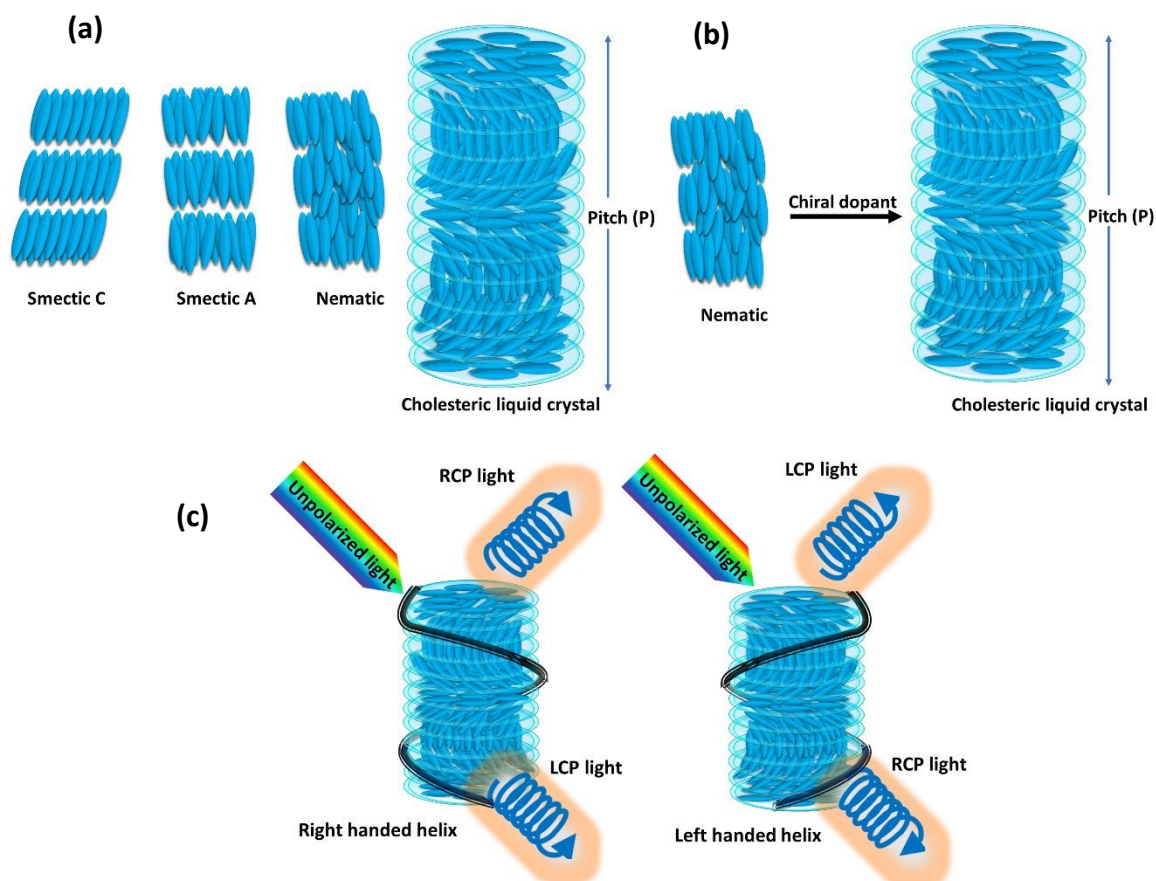 (a)
Smectic C
Smectic A
Nematic
Pitch (P)
Cholesteric liquid crystal
(b)
Nematic
Chiral dopant
Pitch (P)
Cholesteric liquid crystal
(c)
Unpolarized light
RCP light
LCP light
Right handed helix
Unpolarized light
LCP light
RCP light
Left handed helix